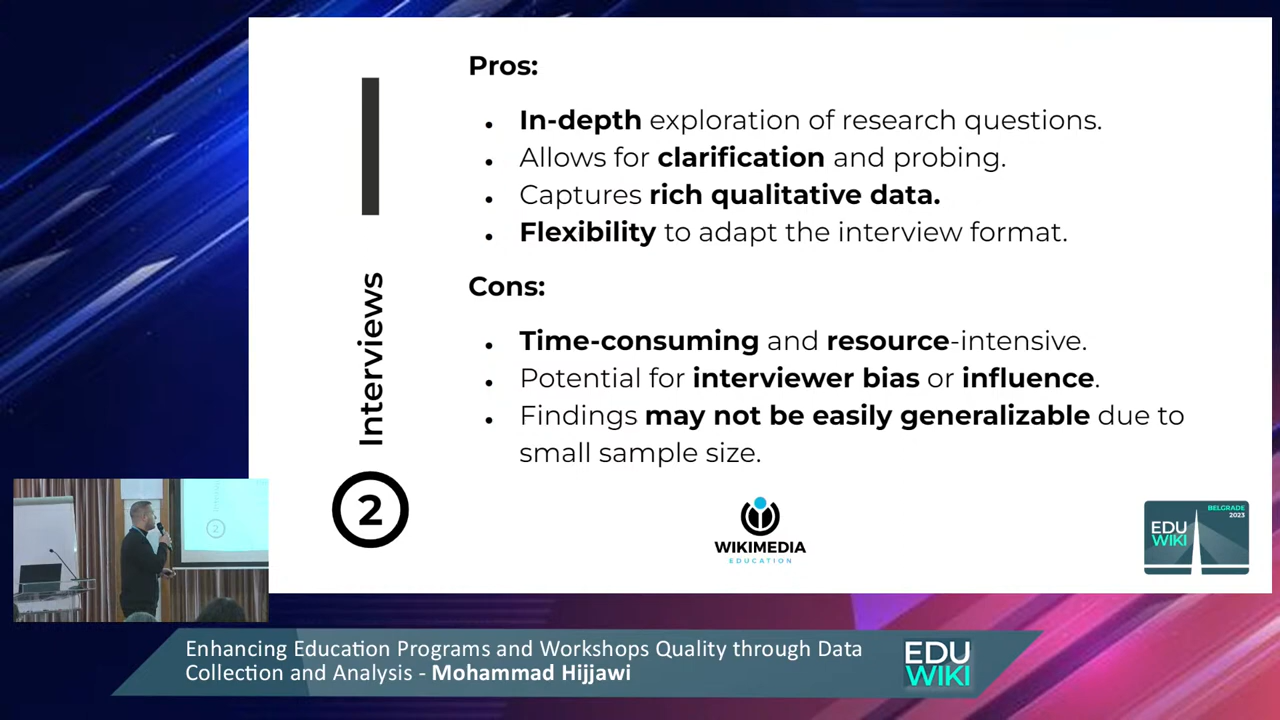 Pros:
In-depth exploration of research questions.
Allows for clarification and probing.
Captures rich qualitative data.
Flexibility to adapt the interview format.
Cons:
Time-consuming and resource-intensive.
Potential for interviewer bias or influence.
Findings may not be easily generalizable due to
small sample size.
Interviews
2
WIKIMEDIA
EDUCATION
BELGRADE
2023
EDU
WIKI
2
Enhancing Education Programs and Workshops Quality through Data
Collection and Analysis - Mohammad Hijjawi
EDU
WIKI